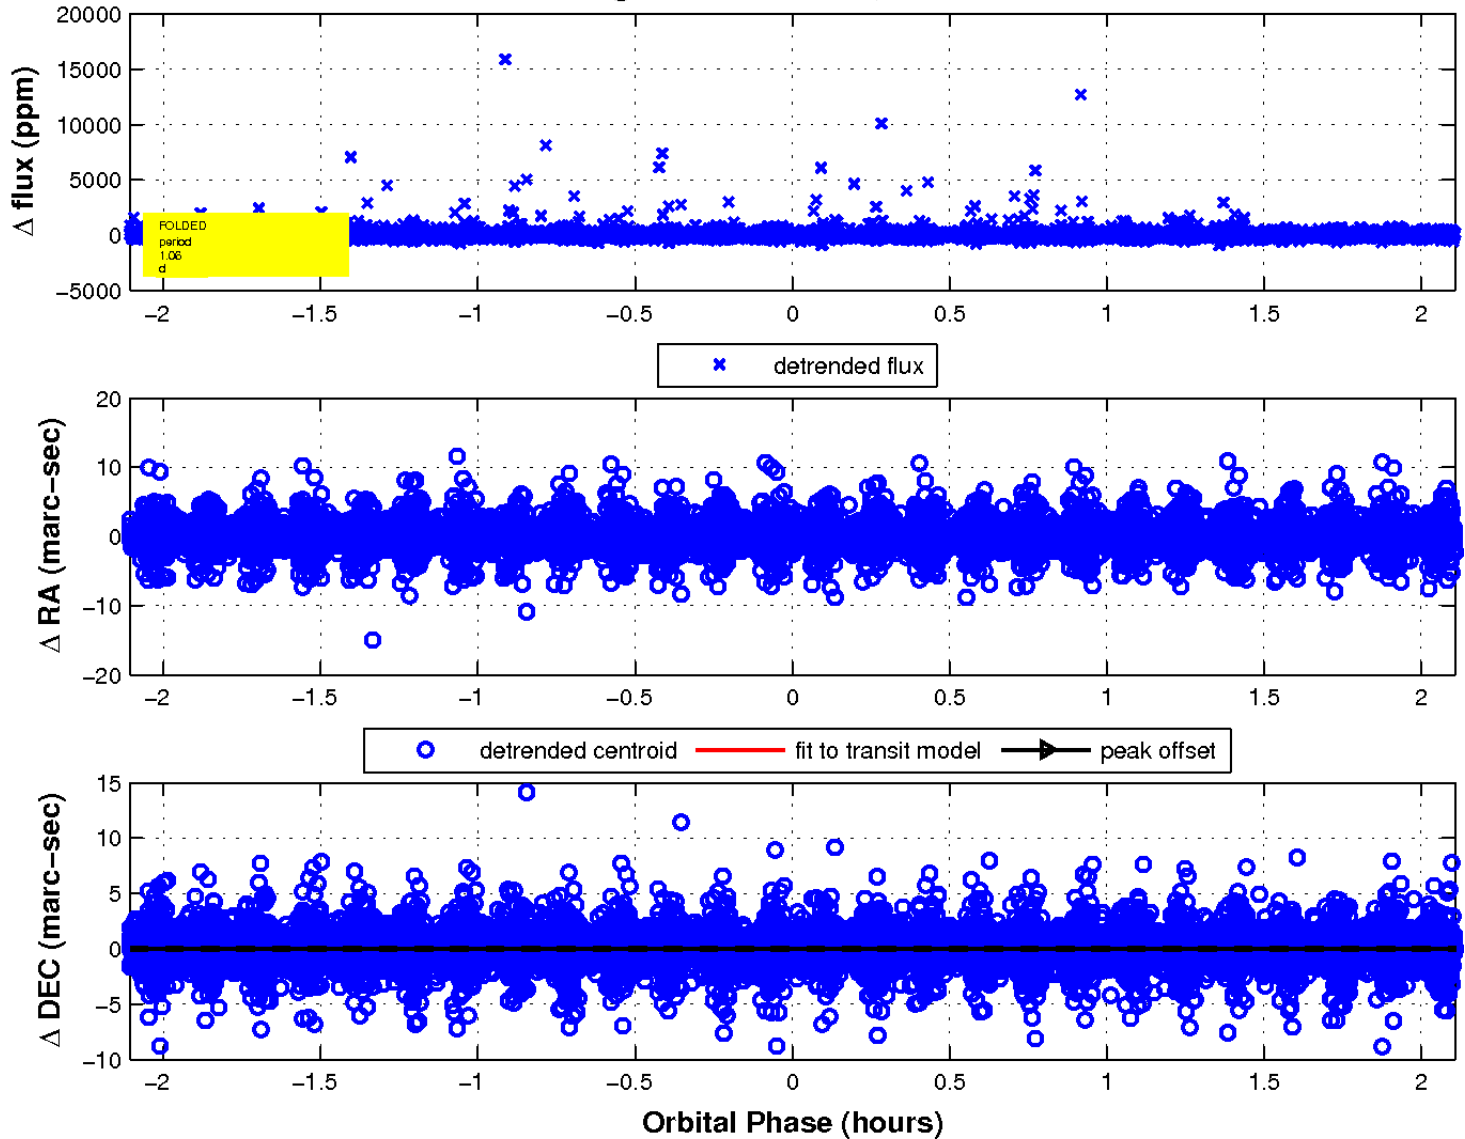 20000
15000
10000
5000
0
−5000
Δ flux (ppm)
FOLDED
period
1.06
d
−2 −1.5 −1 −0.5 0 0.5 1 1.5 2
detrended flux
20
10
0
−10
−20
Δ RA (marc−sec)
−2 −1.5 −1 −0.5 0 0.5 1 1.5 2
detrended centroid fit to transit model peak offset
15
10
5
0
−5
−10
Δ DEC (marc−sec)
−2 −1.5 −1 −0.5 0 0.5 1 1.5 2
Orbital Phase (hours)